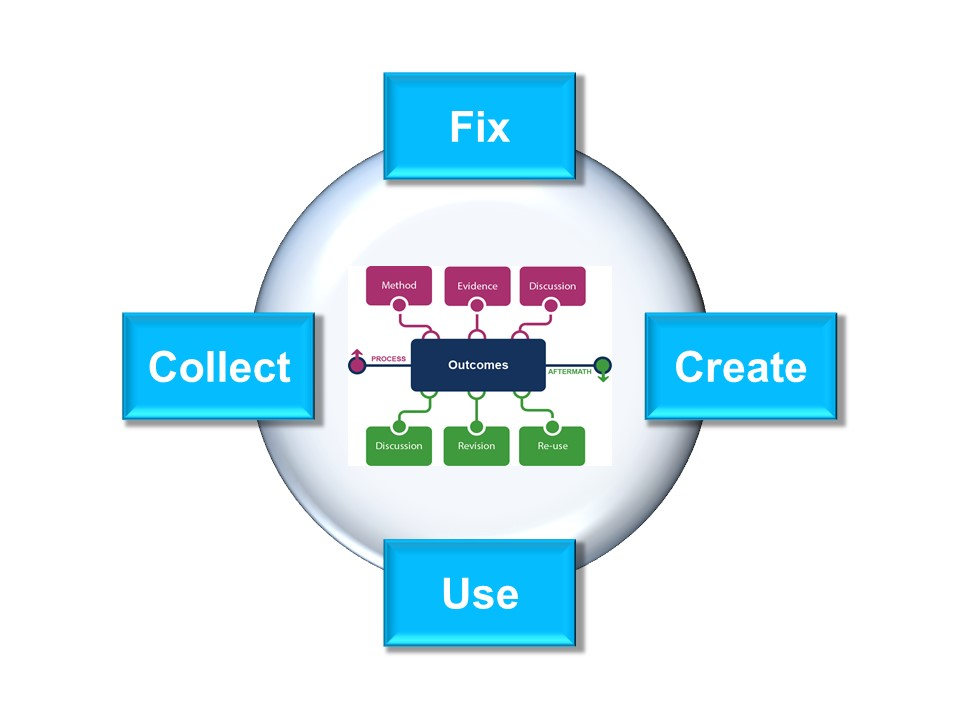 Fix
Method
Evidence
Discussion
Collect
PROCESS
Outcomes
AFTERMATH
Create
Discussion
Revision
Re-use
Use